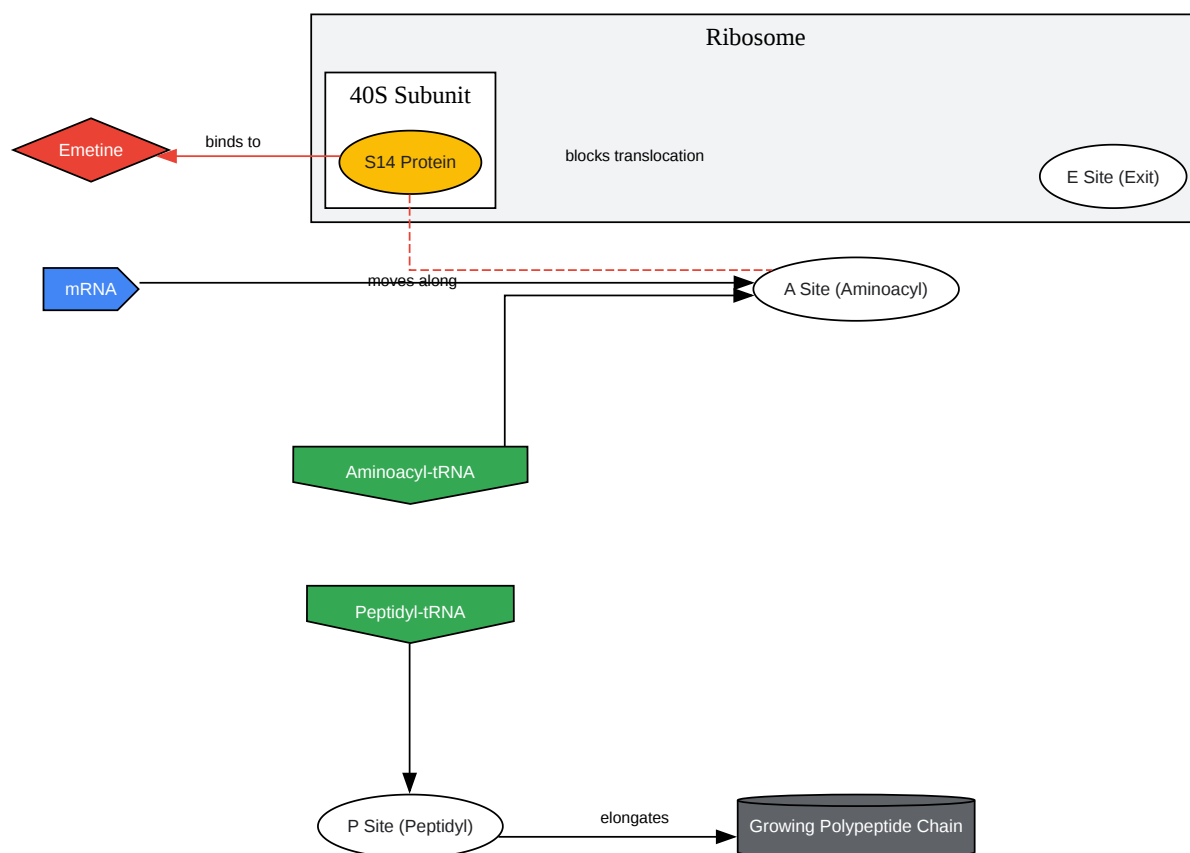 Ribosome
40S Subunit
Emetine
binds to
S14 Protein
blocks translocation
E Site (Exit)
mRNA
moves along
A Site (Aminoacyl)
Aminoacyl-tRNA
Peptidyl-tRNA
P Site (Peptidyl)
elongates
Growing Polypeptide Chain